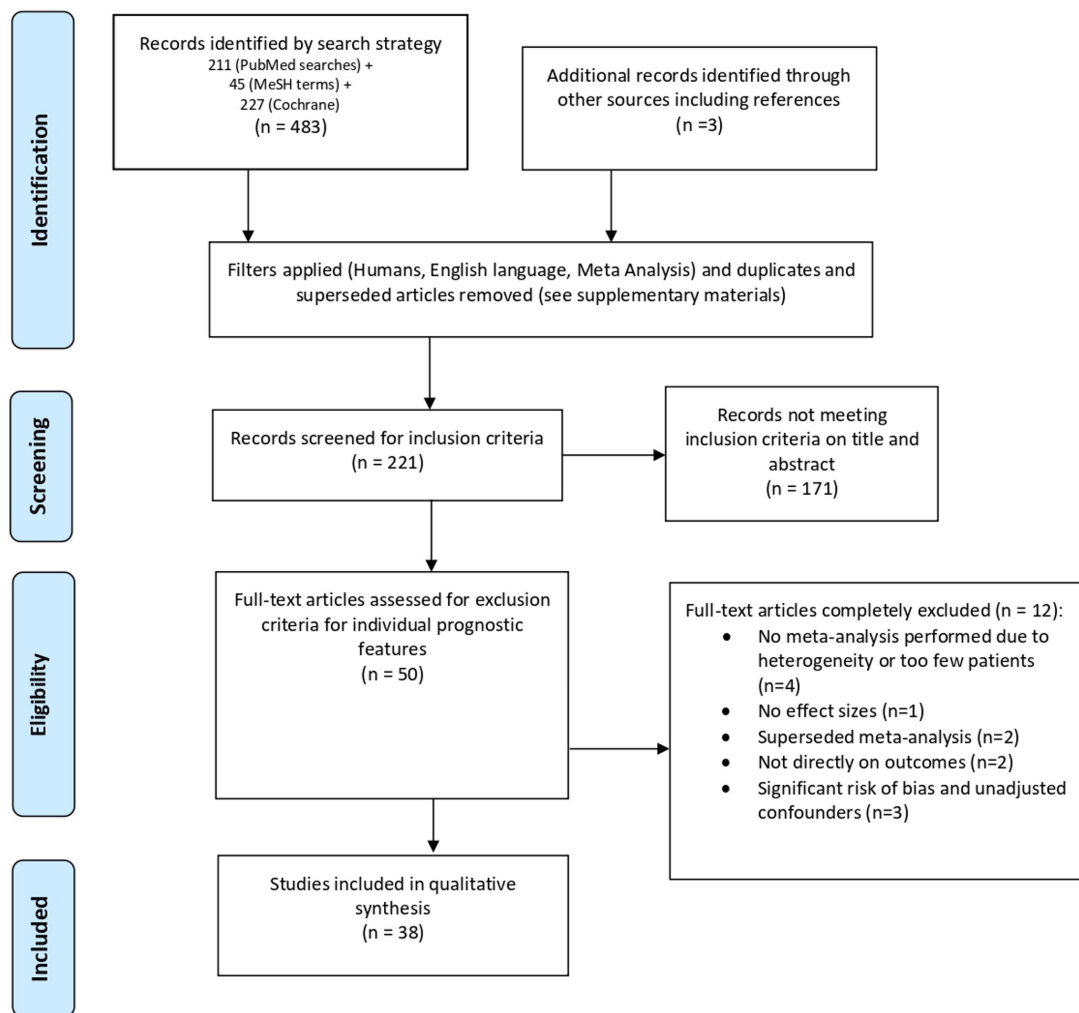 Identification
Records identified by search strategy
211 (PubMed searches) +
45 (MeSH terms) +
227 (Cochrane)
(n = 483)
Additional records identified through
other sources including references
(n =3)
Filters applied (Humans, English language, Meta Analysis) and duplicates and
superseded articles removed (see supplementary materials)
Screening
Records screened for inclusion criteria
(n = 221)
Records not meeting
inclusion criteria on title and
abstract
(n = 171)
Eligibility
Full-text articles assessed for exclusion
criteria for individual prognostic
features
(n = 50)
Full-text articles completely excluded (n = 12):
• No meta-analysis performed due to
heterogeneity or too few patients
(n=4)
• No effect sizes (n=1)
• Superseded meta-analysis (n=2)
• Not directly on outcomes (n=2)
• Significant risk of bias and unadjusted
confounders (n=3)
Included
Studies included in qualitative
synthesis
(n = 38)